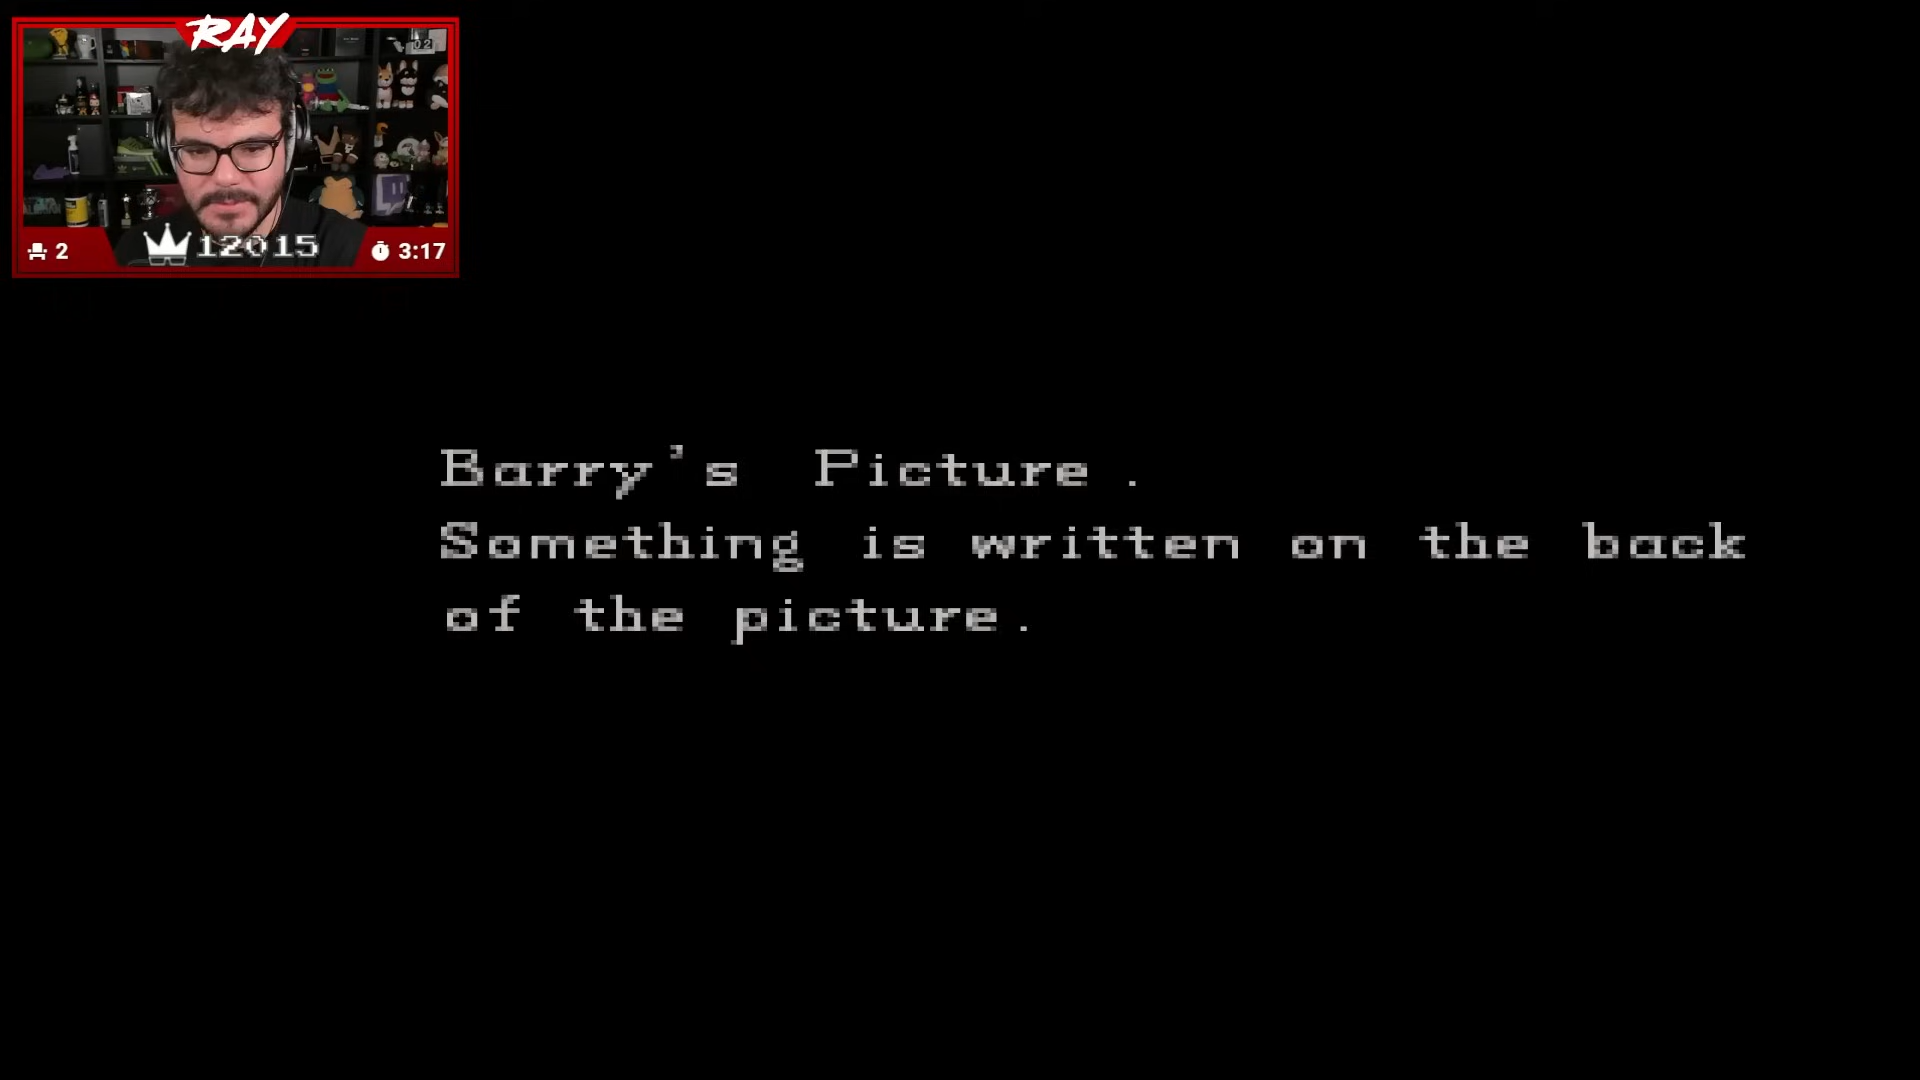 RAY
2
12015
3:17
Barry's Picture.
Something is written on the back
of the picture.